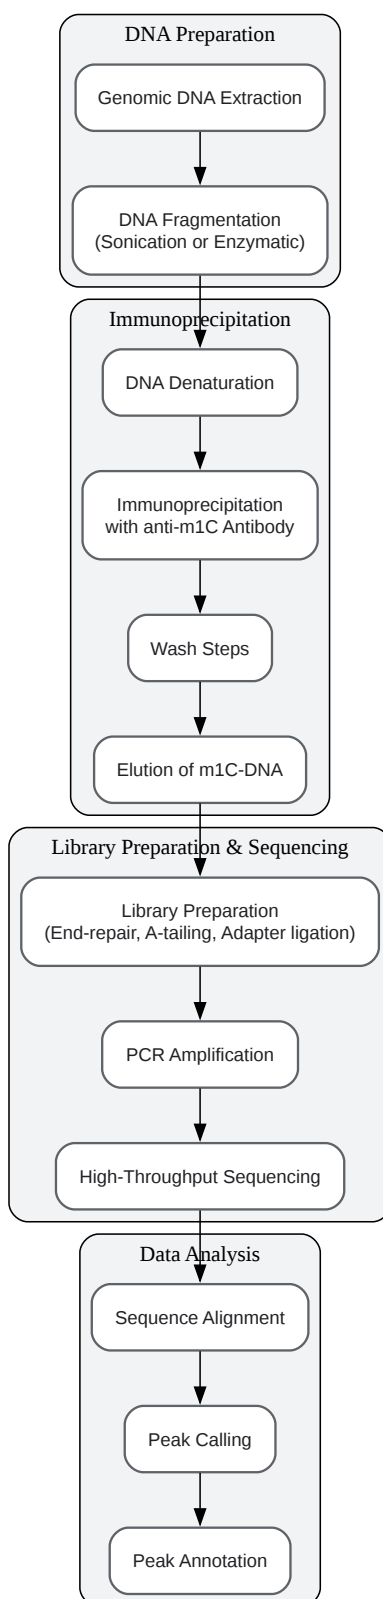 DNA Preparation
Genomic DNA Extraction
DNA Fragmentation
(Sonication or Enzymatic)
Immunoprecipitation
DNA Denaturation
Immunoprecipitation
with anti-m1C Antibody
Wash Steps
Elution of m1C-DNA
Library Preparation & Sequencing
Library Preparation
(End-repair, A-tailing, Adapter ligation)
PCR Amplification
High-Throughput Sequencing
Data Analysis
Sequence Alignment
Peak Calling
Peak Annotation